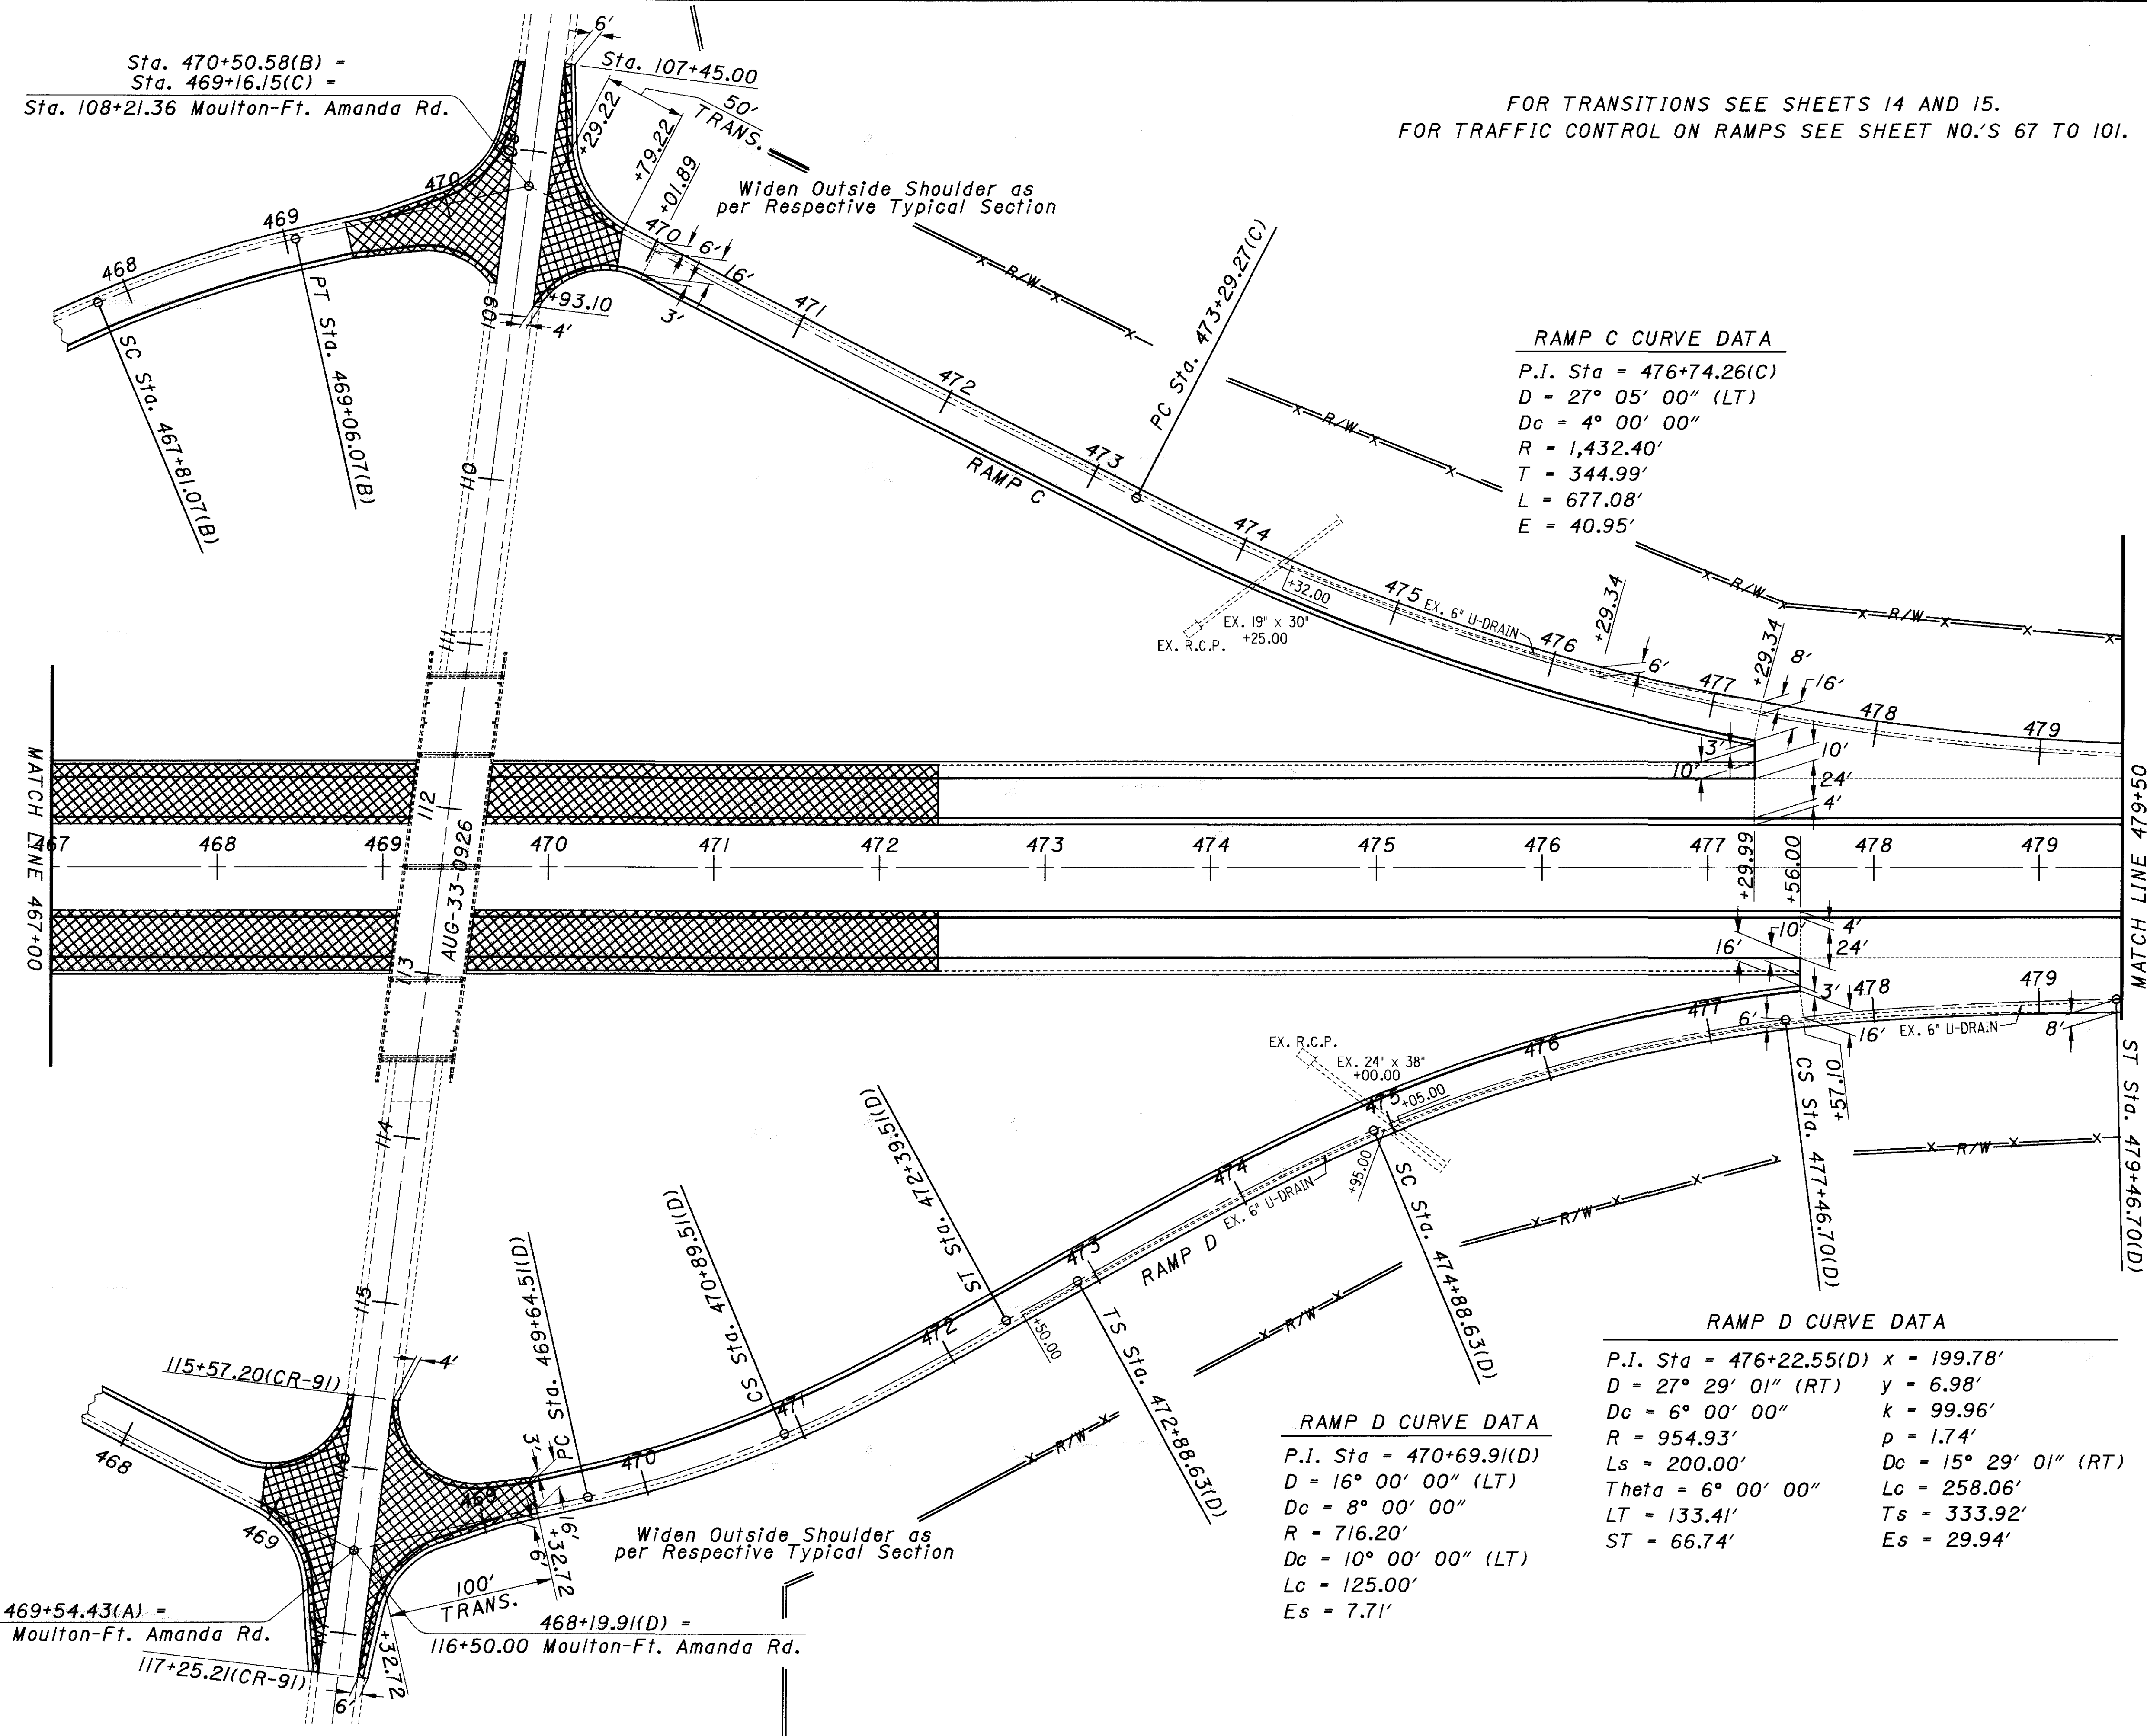 Sta. 470+50.58(B) =
Sta. 469+16.15(C) =
Sta. 108+21.36 Moulton-Ft. Amanda Rd.
6'
Sta. 107+45.00
50'
TRANS.
+29.22
+79.22
+01.89
FOR TRANSITIONS SEE SHEETS 14 AND 15.
FOR TRAFFIC CONTROL ON RAMPS SEE SHEET NO.'S 67 TO 101.
Widen Outside Shoulder as
per Respective Typical Section
468
469
470
PT Sta. 469+06.07(B)
SC Sta. 467+81.07(B)
108
109
+93.10
4'
470
6'
16'
3'
471
472
473
RAMP C
R/W
PC Sta. 473+29.27(C)
R/W
RAMP C CURVE DATA
P.I. Sta = 476+74.26(C)
D = 27° 05' 00" (LT)
Dc = 4° 00' 00"
R = 1,432.40'
T = 344.99'
L = 677.08'
E = 40.95'
110
111
474
+32.00
EX. 19" x 30"
+25.00
EX. R.C.P.
475
EX. 6" U-DRAIN
476
+29.34
6'
477
+29.34
8'
16'
478
479
R/W
R/W
3'
10'
10'
24'
4'
MATCH LINE 467+00
467
468
469
470
471
472
473
474
475
476
477
478
479
MATCH LINE 479+50
112
AUG-33-0926
113
+29.99
+56.00
4'
10'
24'
16'
3'
6'
16'
477
478
479
EX. 6" U-DRAIN
8'
+57.10
CS Sta. 477+46.70(D)
ST Sta. 479+46.70(D)
114
115
EX. R.C.P.
EX. 24" x 38"
+00.00
475
+05.00
476
+95.00
SC Sta. 474+88.63(D)
474
EX. 6" U-DRAIN
RAMP D
473
TS Sta. 472+88.63(D)
+50.00
ST Sta. 472+39.51(D)
472
CS Sta. 470+89.51(D)
471
PC Sta. 469+64.51(D)
470
R/W
R/W
R/W
R/W
115+57.20(CR-91)
4'
468
469
116
469
3'
16'
6'
+32.72
Widen Outside Shoulder as
per Respective Typical Section
100'
TRANS.
469+54.43(A) =
Moulton-Ft. Amanda Rd.
468+19.91(D) =
116+50.00 Moulton-Ft. Amanda Rd.
117
117+25.21(CR-91)
6'
+32.72
RAMP D CURVE DATA
P.I. Sta = 470+69.91(D)
D = 16° 00' 00" (LT)
Dc = 8° 00' 00"
R = 716.20'
Dc = 10° 00' 00" (LT)
Lc = 125.00'
Es = 7.71'
RAMP D CURVE DATA
P.I. Sta = 476+22.55(D) x = 199.78'
D = 27° 29' 01" (RT) y = 6.98'
Dc = 6° 00' 00" k = 99.96'
R = 954.93' p = 1.74'
Ls = 200.00' Dc = 15° 29' 01" (RT)
Theta = 6° 00' 00" Lc = 258.06'
LT = 133.41' Ts = 333.92'
ST = 66.74' Es = 29.94'